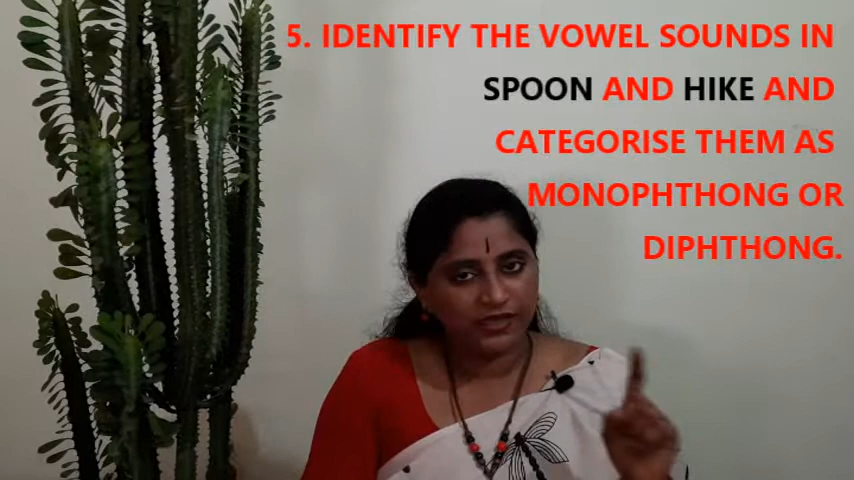 5. IDENTIFY THE VOWEL SOUNDS IN
SPOON AND HIKE AND
CATEGORISE THEM AS
MONOPHTHONG OR
DIPHTHONG.